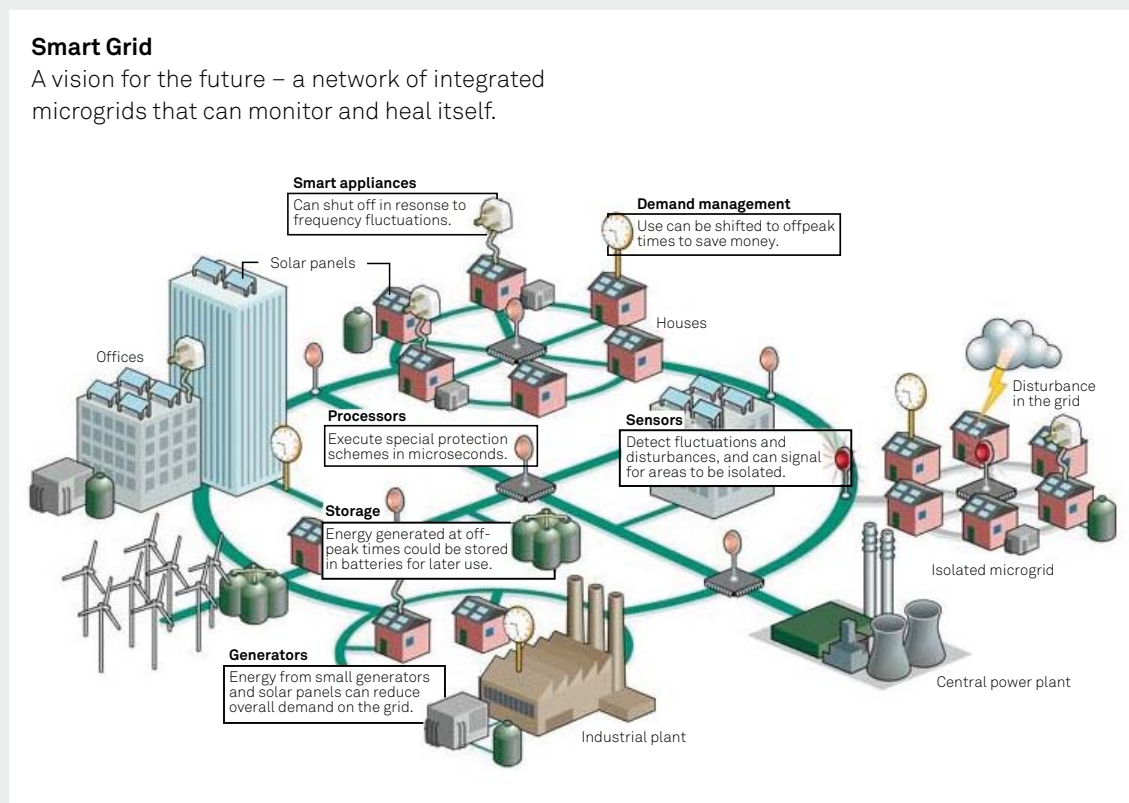 Smart Grid
A vision for the future – a network of integrated
microgrids that can monitor and heal itself.
Smart appliances
Can shut off in resonse to
frequency fluctuations.
Demand management
Use can be shifted to offpeak
times to save money.
Solar panels
Houses
Offices
Disturbance
in the grid
Processors
Execute special protection
schemes in microseconds.
Sensors
Detect fluctuations and
disturbances, and can signal
for areas to be isolated.
Storage
Energy generated at off-
peak times could be stored
in batteries for later use.
Isolated microgrid
Generators
Energy from small generators
and solar panels can reduce
overall demand on the grid.
Central power plant
Industrial plant